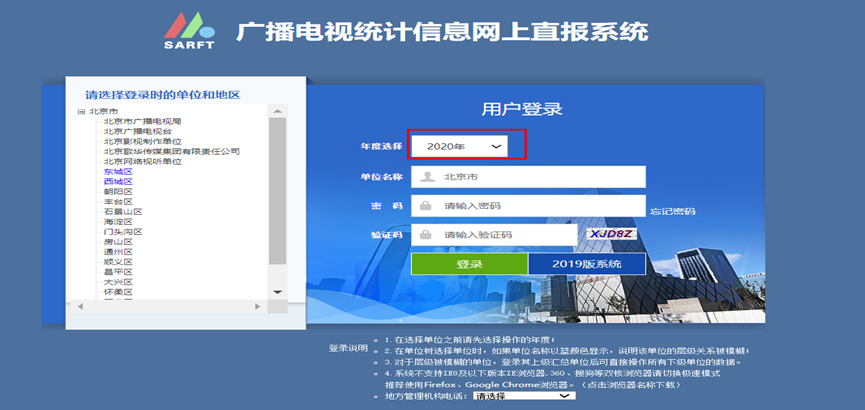 SARFT
广播电视统计信息网上直报系统
请选择登录时的单位和地区
北京市
北京市广播电视局
北京广播电视台
北京影视制作单位
北京歌华传媒集团有限责任公司
北京网络视听单位
东城区
西城区
朝阳区
丰台区
石景山区
海淀区
门头沟区
房山区
通州区
顺义区
昌平区
大兴区
怀柔区
用户登录
年度选择 2020年
单位名称 北京市
密 码 请输入密码 忘记密码
验证码 请输入验证码 XJD8Z
登录 2019版系统
登录说明
1. 在选择单位之前请先选择操作的年度;
2. 在单位树选择单位时，如果单位名称以蓝颜色显示，说明该单位的层级关系被模糊;
3. 对于层级被模糊的单位，登录其上级汇总单位后可直接操作所有下级单位的数据。
4. 系统不支持IE8及以下版本IE浏览器.360、搜狗等双核浏览器请切换极速模式
推荐使用Firefox、Google Chrome浏览器。（点击浏览器名称下载）
地方管理机构电话: 请选择